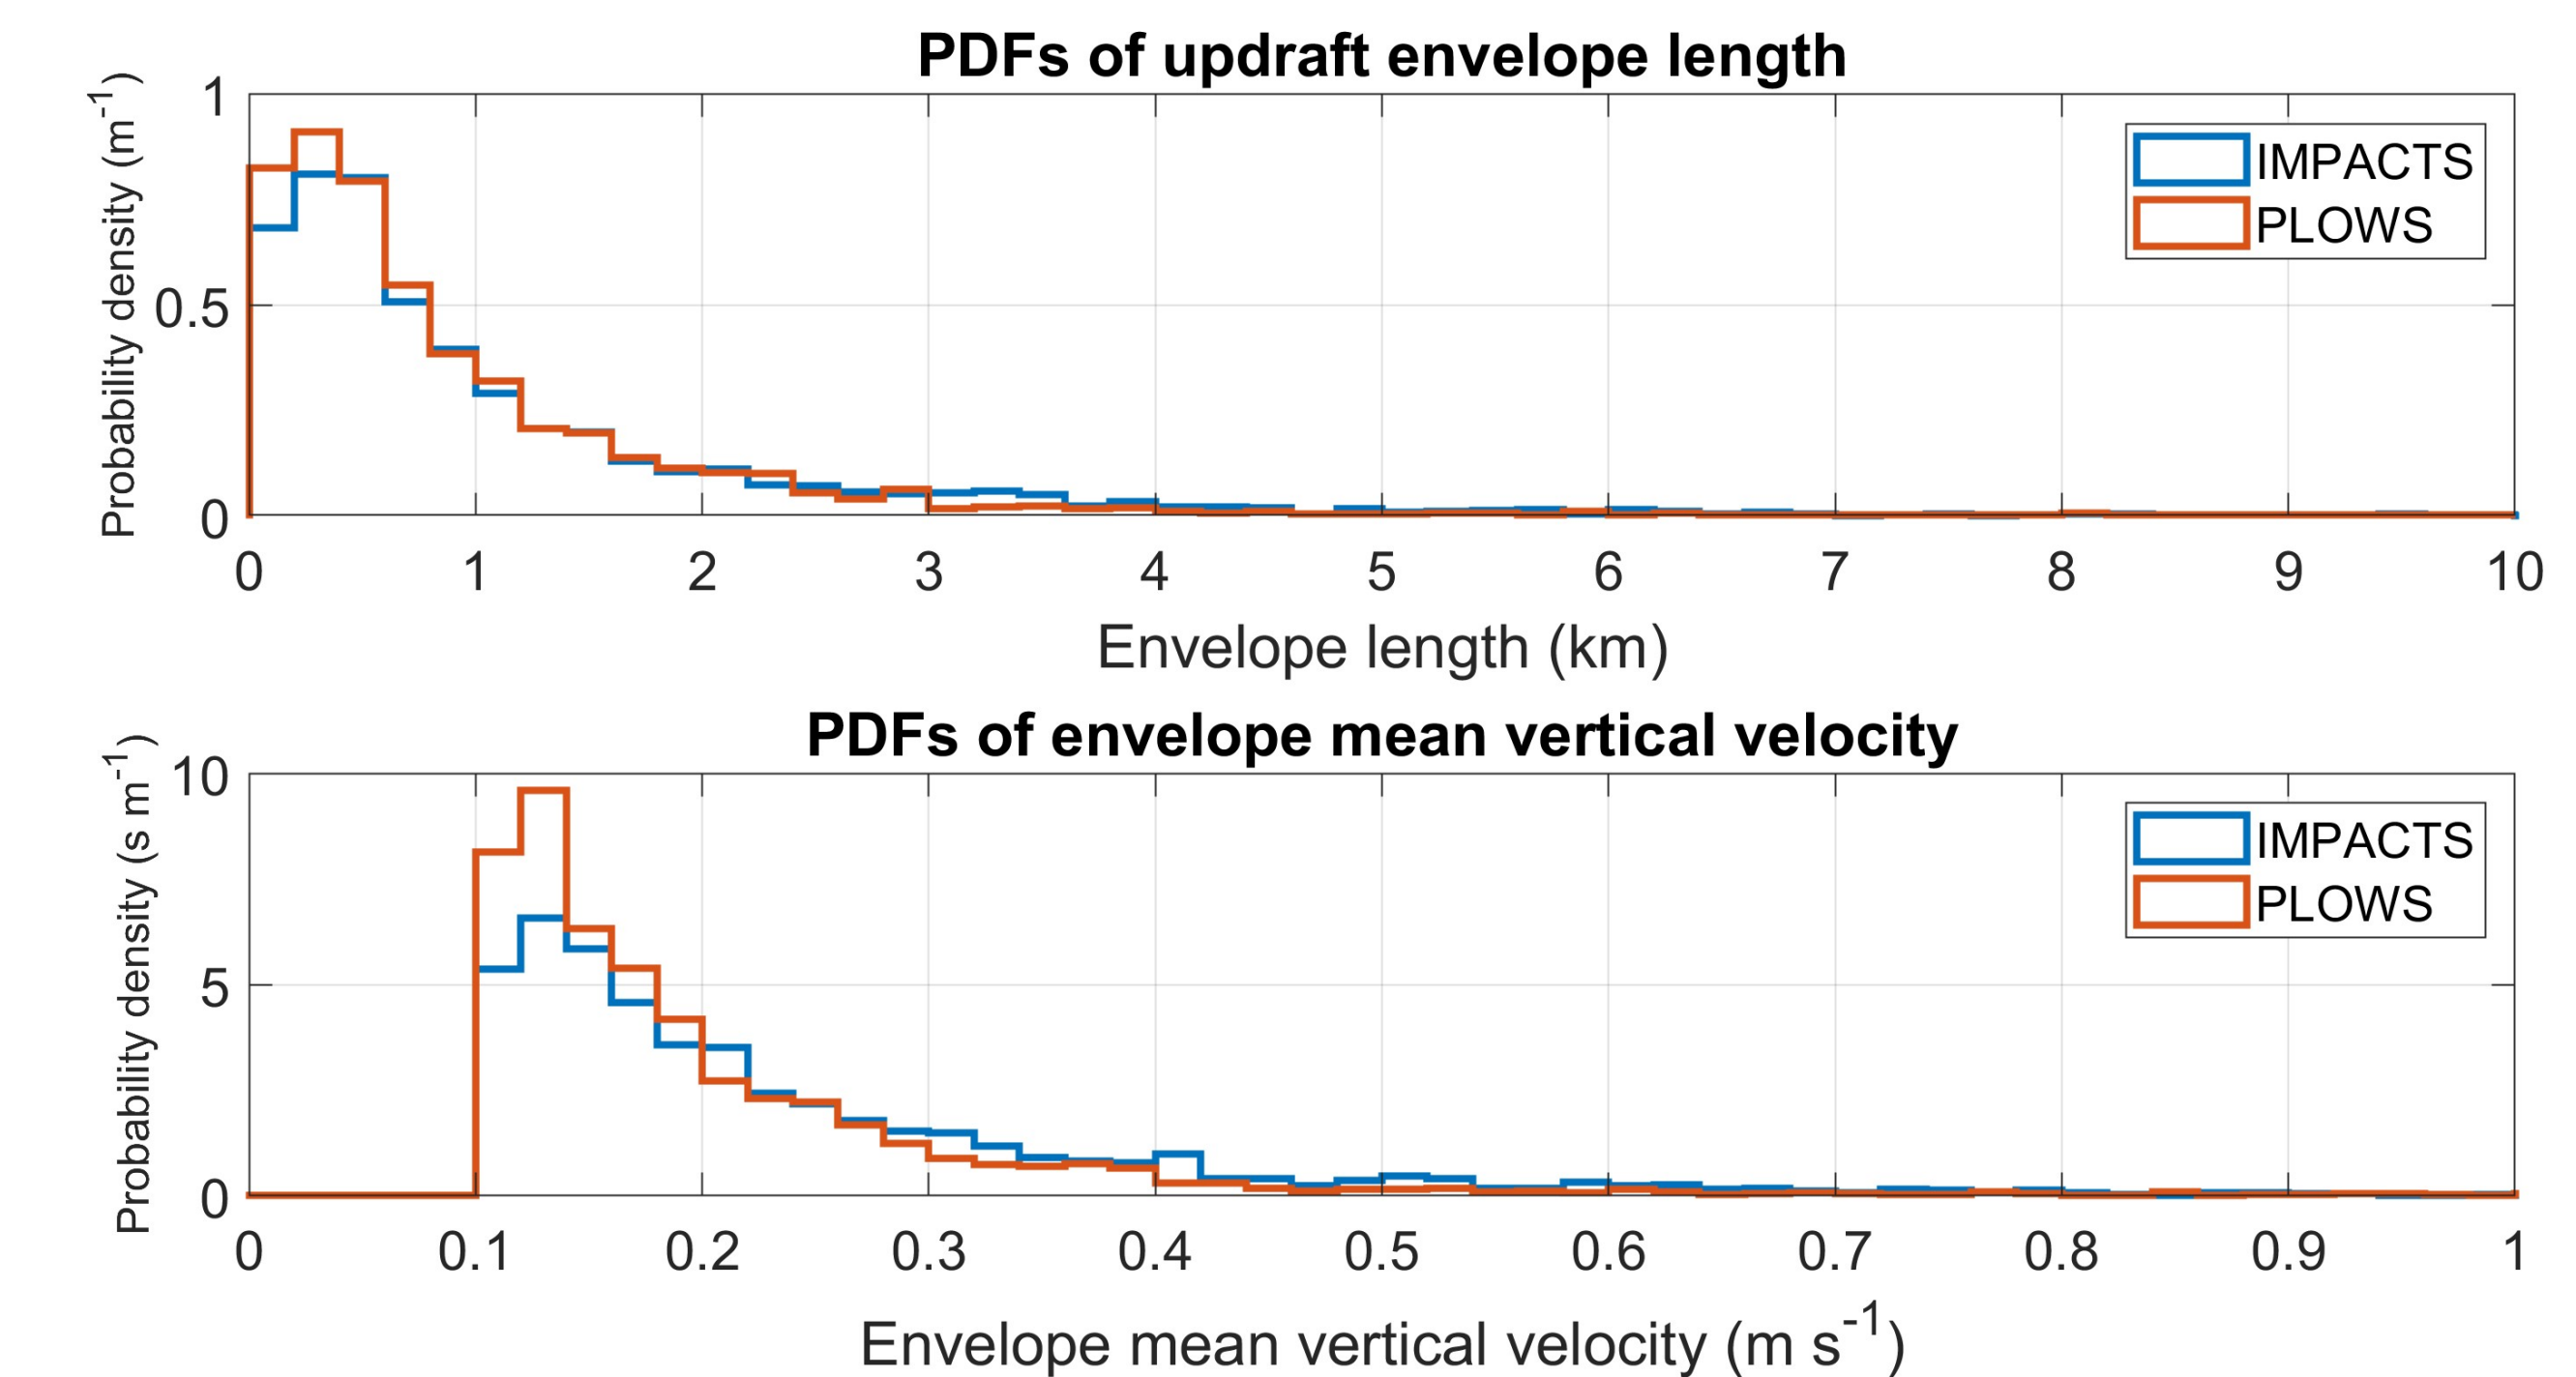 PDFs of updraft envelope length
Probability density (m⁻¹)
1
0.5
0
IMPACTS
PLOWS
0 1 2 3 4 5 6 7 8 9 10
Envelope length (km)
PDFs of envelope mean vertical velocity
Probability density (s m⁻¹)
10
5
0
IMPACTS
PLOWS
0 0.1 0.2 0.3 0.4 0.5 0.6 0.7 0.8 0.9 1
Envelope mean vertical velocity (m s⁻¹)